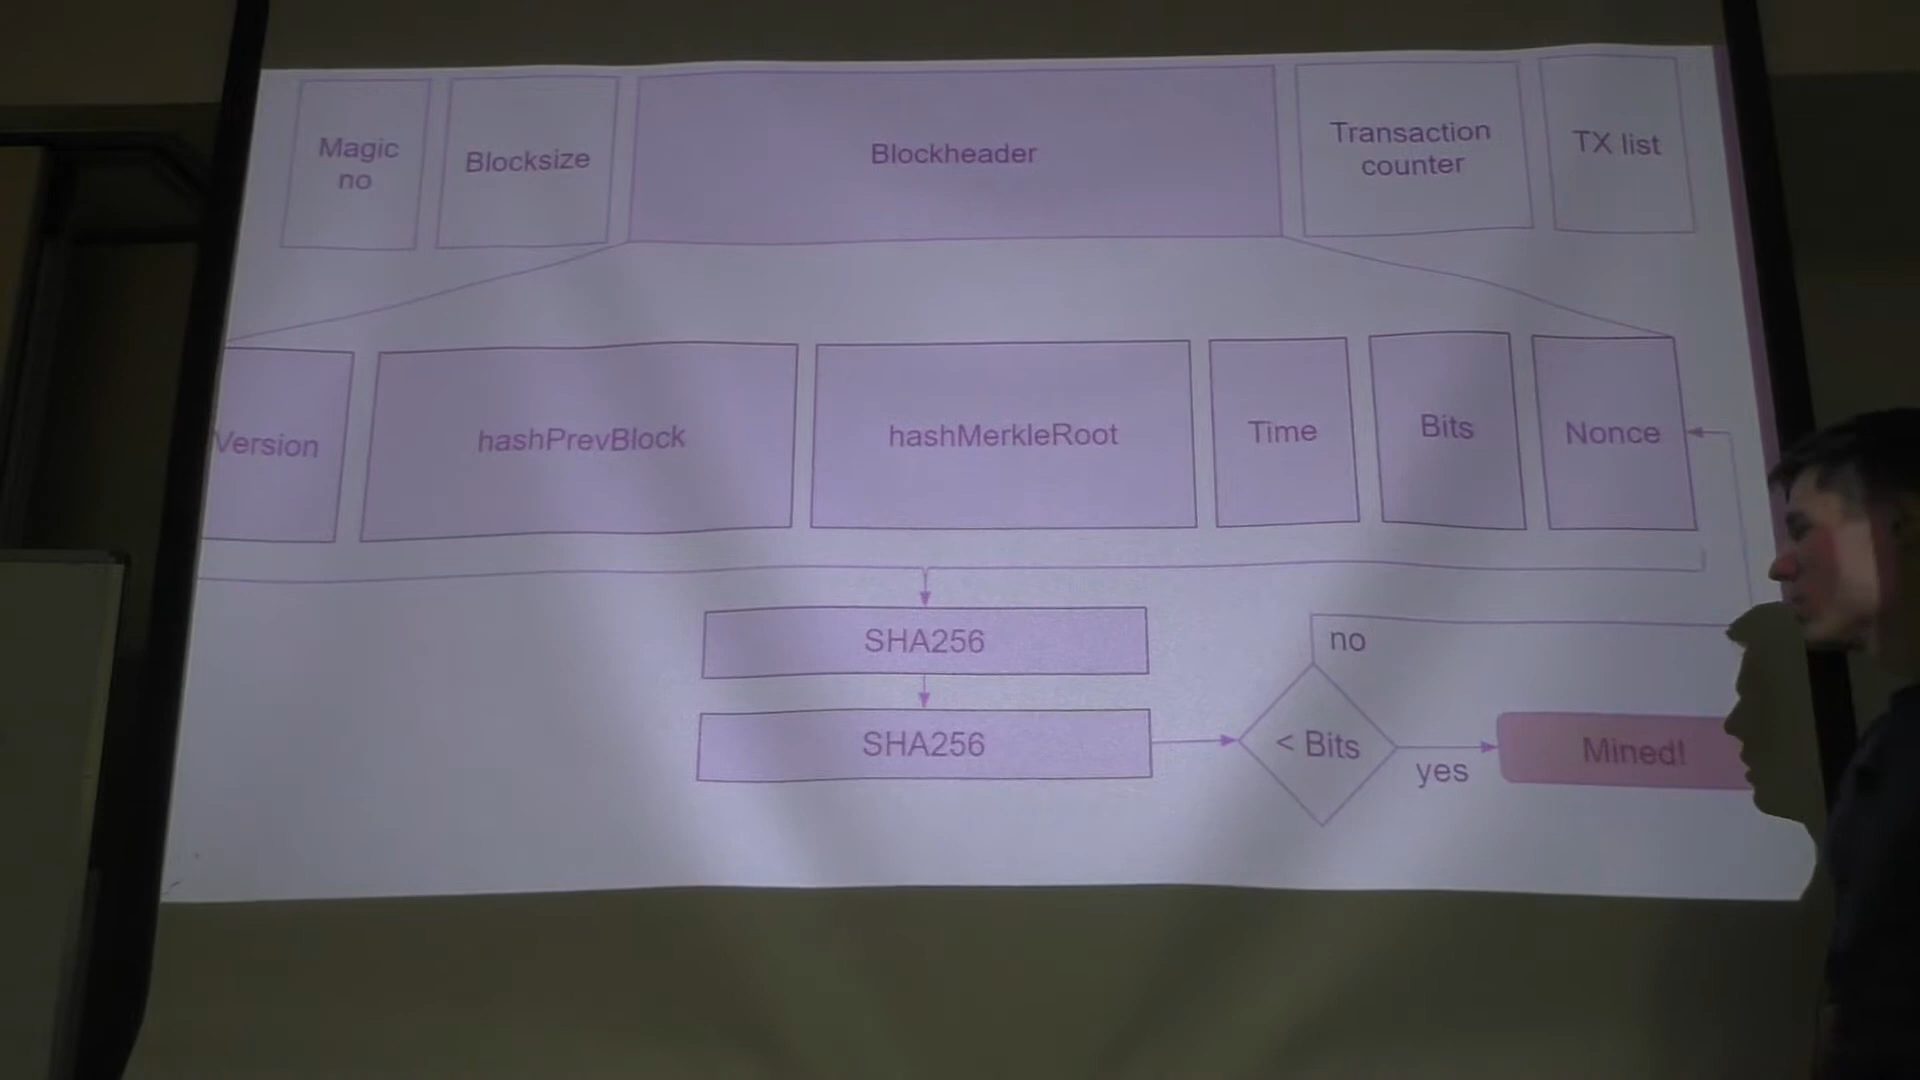 Magic
no
Blocksize
Blockheader
Transaction
counter
TX list
Version
hashPrevBlock
hashMerkleRoot
Time
Bits
Nonce
SHA256
no
SHA256
< Bits
yes
Mined!